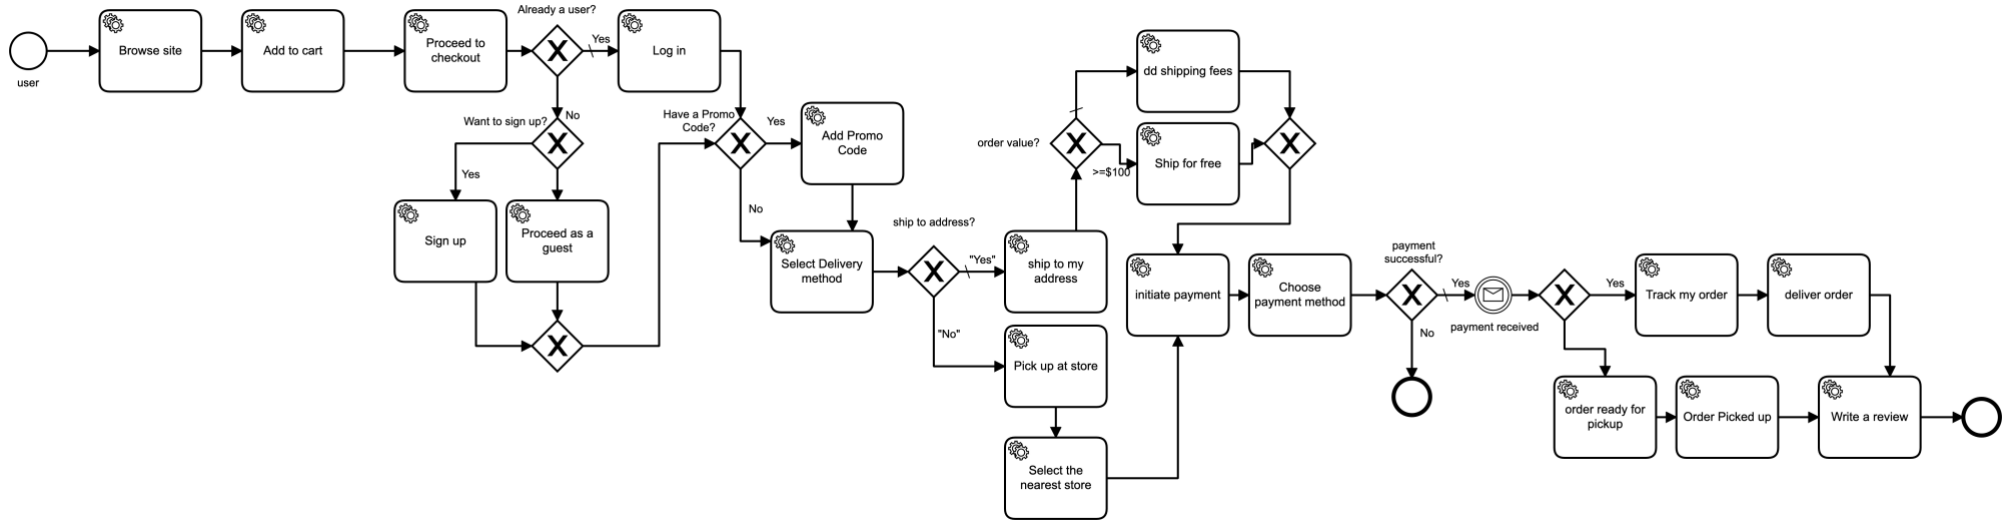 user
Browse site
Add to cart
Proceed to
checkout
Already a user?
Yes
Log in
No
Want to sign up?
Yes
Sign up
Proceed as a
guest
Have a Promo
Code?
Yes
Add Promo
Code
No
Select Delivery
method
ship to address?
"Yes"
ship to my
address
"No"
Pick up at store
Select the
nearest store
order value?
dd shipping fees
>=$100
Ship for free
initiate payment
Choose
payment method
payment
successful?
Yes
No
payment received
Yes
Track my order
deliver order
order ready for
pickup
Order Picked up
Write a review